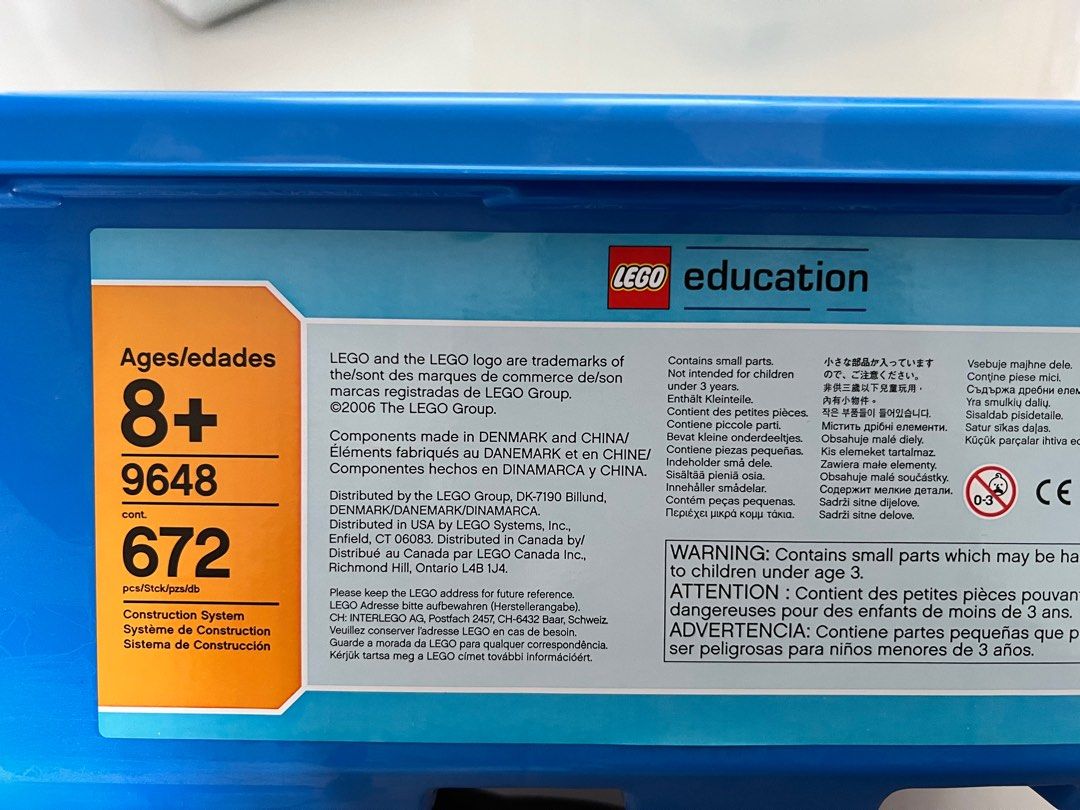 LEGO education
Ages/edades
8+
9648
cont.
672
pcs/Stck/pzs/db
Construction System
Système de Construction
Sistema de Construcción
LEGO and the LEGO logo are trademarks of
the/sont des marques de commerce de/son
marcas registradas de LEGO Group.
©2006 The LEGO Group.
Components made in DENMARK and CHINA/
Éléments fabriqués au DANEMARK et en CHINE/
Componentes hechos en DINAMARCA y CHINA.
Distributed by the LEGO Group, DK-7190 Billund,
DENMARK/DANEMARK/DINAMARCA.
Distributed in USA by LEGO Systems, Inc.,
Enfield, CT 06083. Distributed in Canada by/
Distribué au Canada par LEGO Canada Inc.,
Richmond Hill, Ontario L4B 1J4.
Please keep the LEGO address for future reference.
LEGO Adresse bitte aufbewahren (Herstellerangabe).
CH: INTERLEGO AG, Postfach 2457, CH-6432 Baar, Schweiz.
Veuillez conserver l'adresse LEGO en cas de besoin.
Guarde a morada da LEGO para qualquer correspondência.
Kérjük tartsa meg a LEGO címet további információért.
Contains small parts.
Not intended for children
under 3 years.
Enthält Kleinteile.
Contient des petites pièces.
Contiene piccole parti.
Bevat kleine onderdeeltjes.
Contiene piezas pequeñas.
Indeholder små dele.
Sisältää pieniä osia.
Innehåller smådelar.
Contém peças pequenas.
Περιέχει μικρά κομμ τάκια.
小さな部品が入っています
ので、ご注意ください。
非供三歲以下兒童玩用，
內有小物件。
작은 부품들이 들어있습니다.
Містить дрібні елементи.
Obsahuje malé diely.
Kis elemeket tartalmaz.
Zawiera małe elementy.
Obsahuje malé součástky.
Содержит мелкие детали.
Sadrži sitne dijelove.
Sadrži sitne delove.
Vsebuje majhne dele.
Conţine piese mici.
Съдържа дребни
Yra smulkių dalių.
Sisaldab pisidetaile.
Satur sīkas daļas.
Küçük parçalar ihtiva
0-3
CE
WARNING: Contains small parts which may be
to children under age 3.
ATTENTION : Contient des petites pièces
dangereuses pour des enfants de moins de 3 ans.
ADVERTENCIA: Contiene partes pequeñas que
ser peligrosas para niños menores de 3 años.